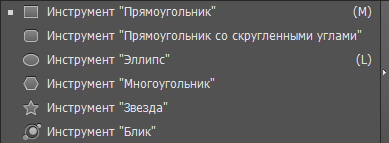 Инструмент "Прямоугольник" (M)
Инструмент "Прямоугольник со скругленными углами"
Инструмент "Эллипс" (L)
Инструмент "Многоугольник"
Инструмент "Звезда"
Инструмент "Блик"